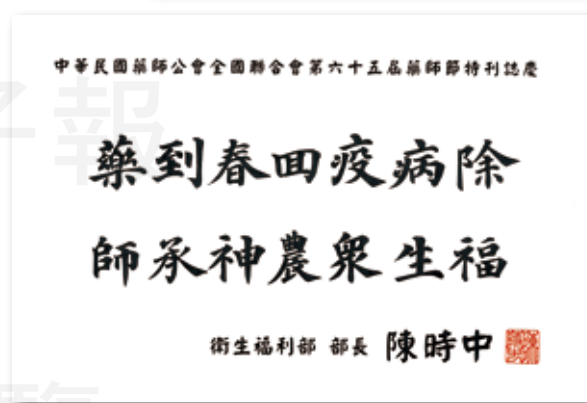 中華民國藥師公會全國聯合會第六十五屆藥師節特刊誌慶
藥到春回疫病除
師承神農眾生福
衛生福利部 部長 陳時中